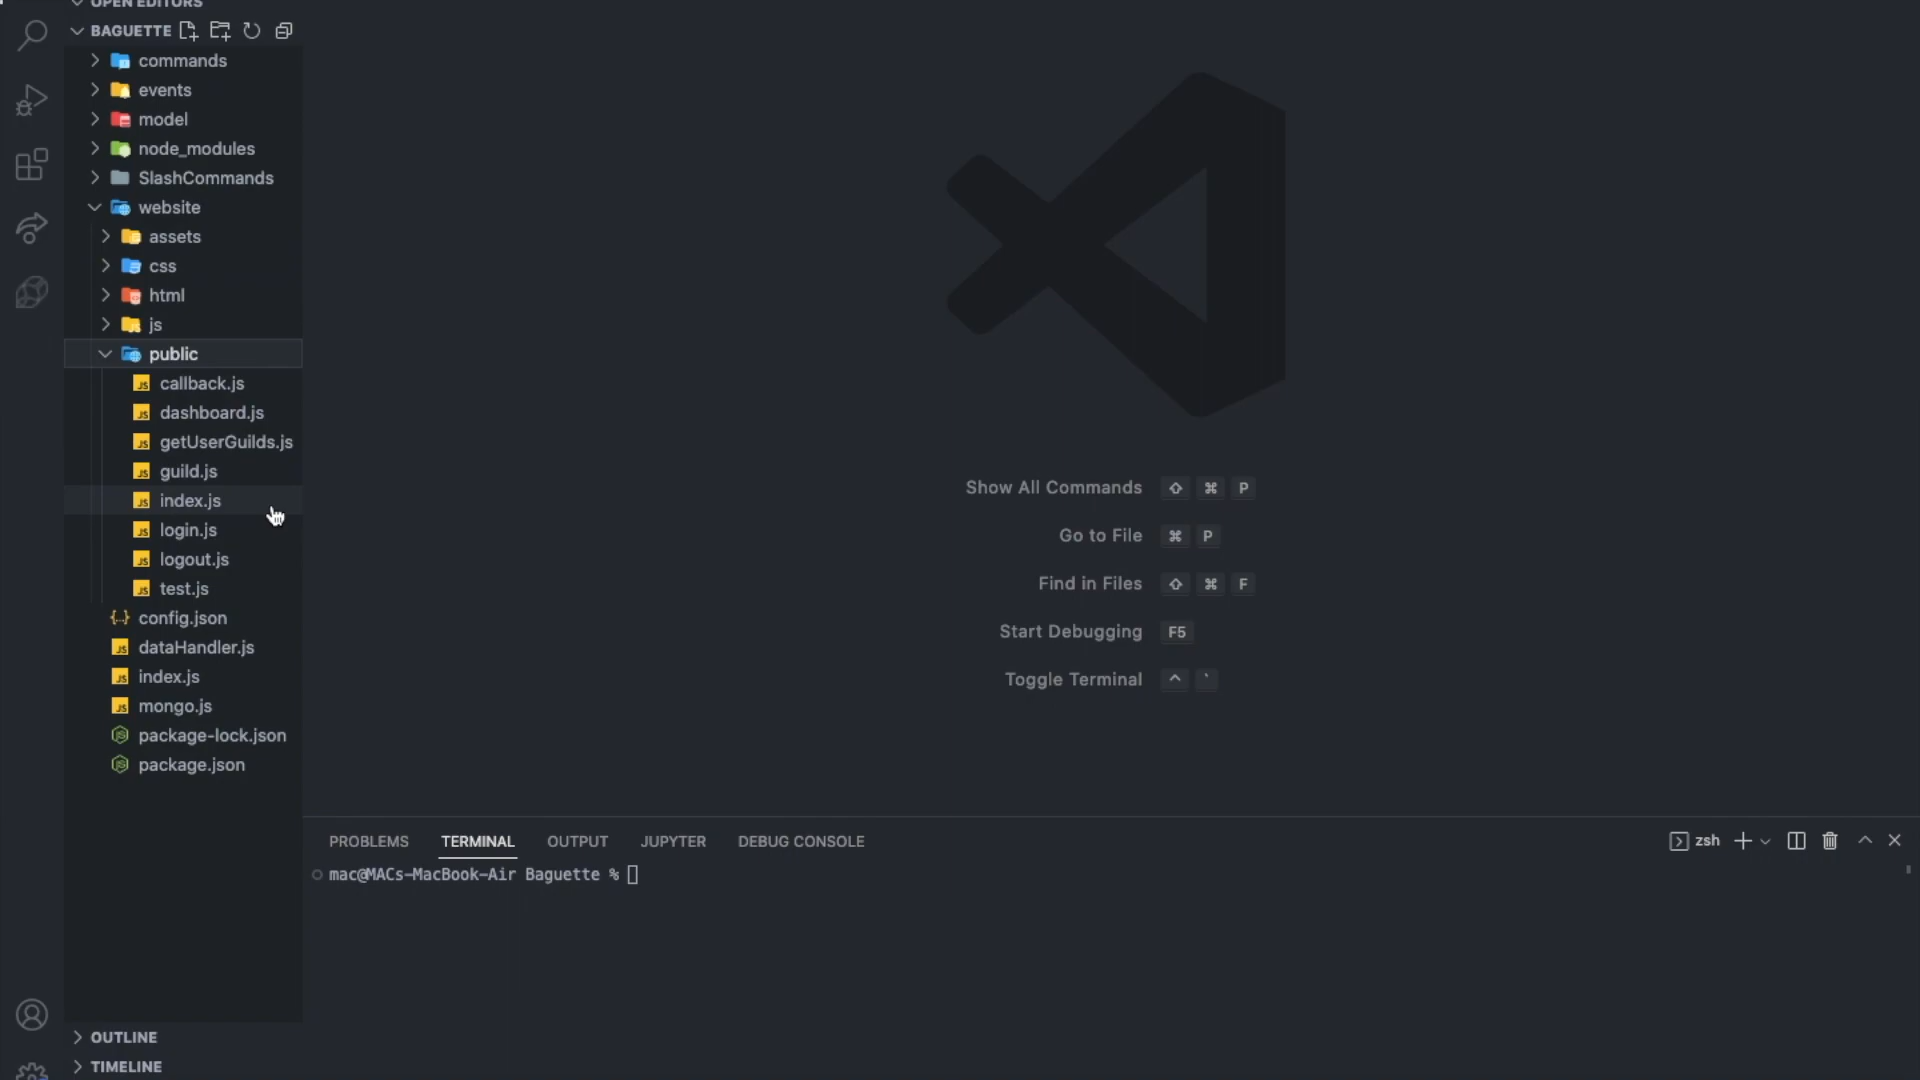 OPEN EDITORS
BAGUETTE
commands
events
model
node_modules
SlashCommands
website
assets
css
html
js
public
callback.js
dashboard.js
getUserGuilds.js
guild.js
index.js
login.js
logout.js
test.js
config.json
dataHandler.js
index.js
mongo.js
package-lock.json
package.json
OUTLINE
TIMELINE
Show All Commands ⇧ ⌘ P
Go to File ⌘ P
Find in Files ⇧ ⌘ F
Start Debugging F5
Toggle Terminal ^ `
PROBLEMS TERMINAL OUTPUT JUPYTER DEBUG CONSOLE zsh
mac@MACs-MacBook-Air Baguette %